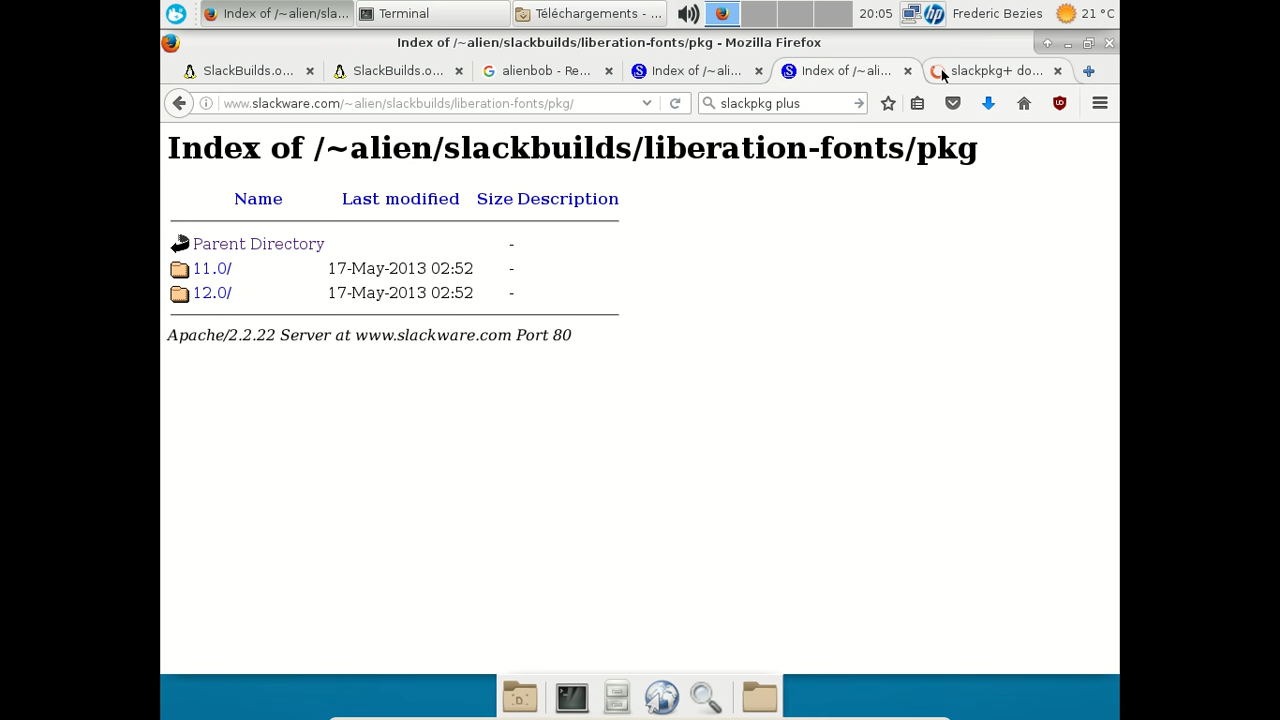 Index of /~alien/sla... Terminal Téléchargements - ... 20:05 hp Frederic Bezies 21 °C
Index of /~alien/slackbuilds/liberation-fonts/pkg - Mozilla Firefox
SlackBuilds.o... SlackBuilds.o... G alienbob - Re... S Index of /~ali... S Index of /~ali... slackpkg+ do...
www.slackware.com/~alien/slackbuilds/liberation-fonts/pkg/ slackpkg plus
Index of /~alien/slackbuilds/liberation-fonts/pkg
Name Last modified Size Description
Parent Directory -
11.0/ 17-May-2013 02:52 -
12.0/ 17-May-2013 02:52 -
Apache/2.2.22 Server at www.slackware.com Port 80